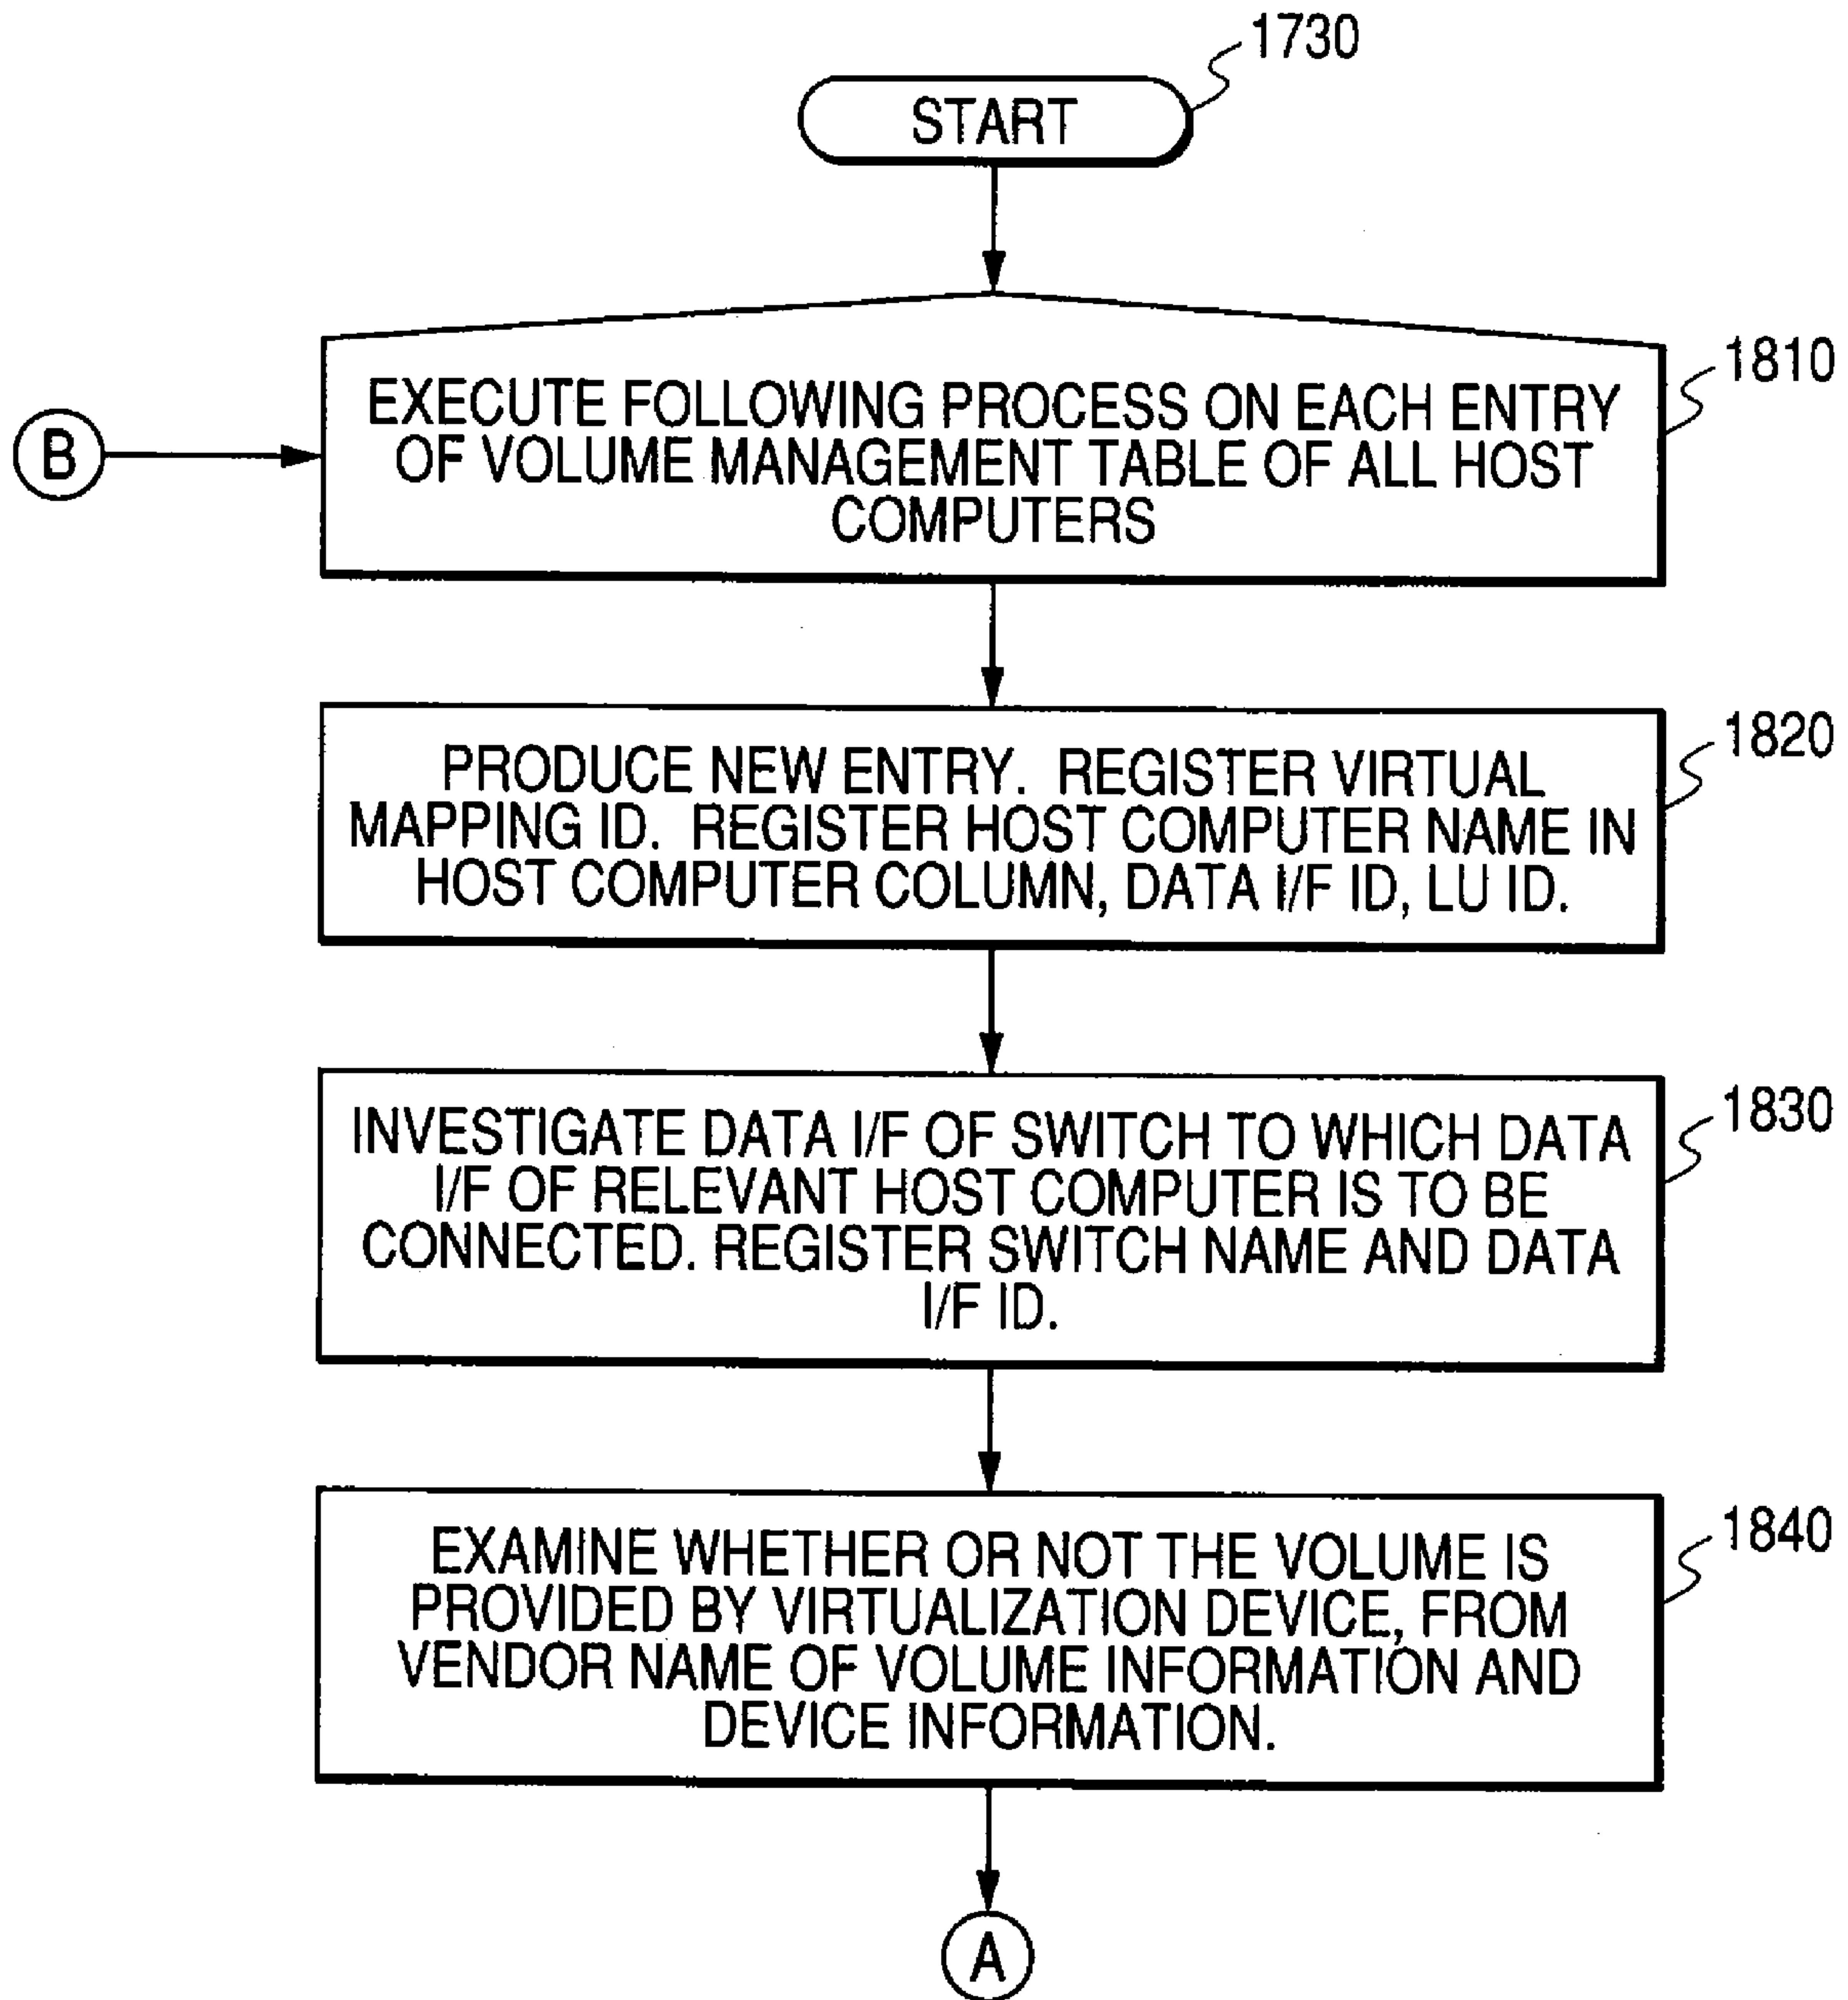 1730
START
1810
EXECUTE FOLLOWING PROCESS ON EACH ENTRY
OF VOLUME MANAGEMENT TABLE OF ALL HOST
COMPUTERS
B
1820
PRODUCE NEW ENTRY. REGISTER VIRTUAL
MAPPING ID. REGISTER HOST COMPUTER NAME IN
HOST COMPUTER COLUMN, DATA I/F ID, LU ID.
1830
INVESTIGATE DATA I/F OF SWITCH TO WHICH DATA
I/F OF RELEVANT HOST COMPUTER IS TO BE
CONNECTED. REGISTER SWITCH NAME AND DATA
I/F ID.
1840
EXAMINE WHETHER OR NOT THE VOLUME IS
PROVIDED BY VIRTUALIZATION DEVICE, FROM
VENDOR NAME OF VOLUME INFORMATION AND
DEVICE INFORMATION.
A